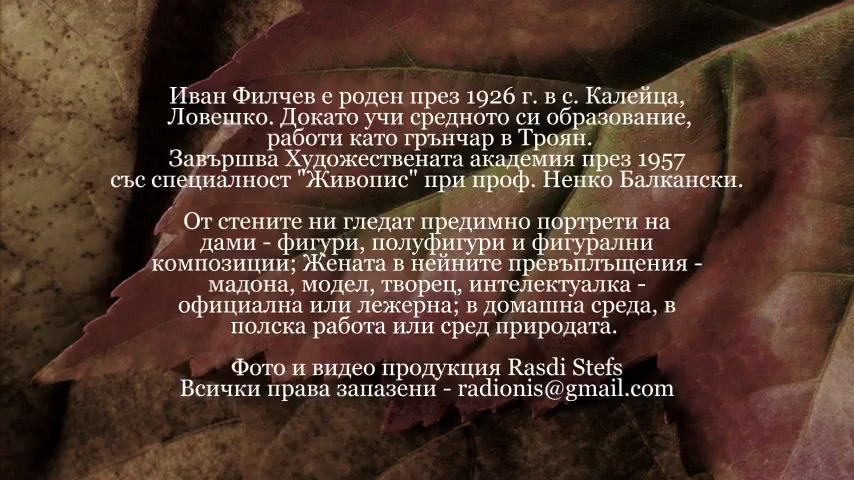 Иван Филчев е роден през 1926 г. в с. Калейца,
Ловешко. Докато учи средното си образование,
работи като грънчар в Троян.
Завършва Художествената академия през 1957
със специалност "Живопис" при проф. Ненко Балкански.
От стените ни гледат предимно портрети на
дами - фигури, полуфигури и фигурални
композиции; Жената в нейните превъплъщения -
мадона, модел, творец, интелектуалка -
официална или лежерна; в домашна среда, в
полска работа или сред природата.
Фото и видео продукция Rasdi Stefs
Всички права запазени - radionis@gmail.com